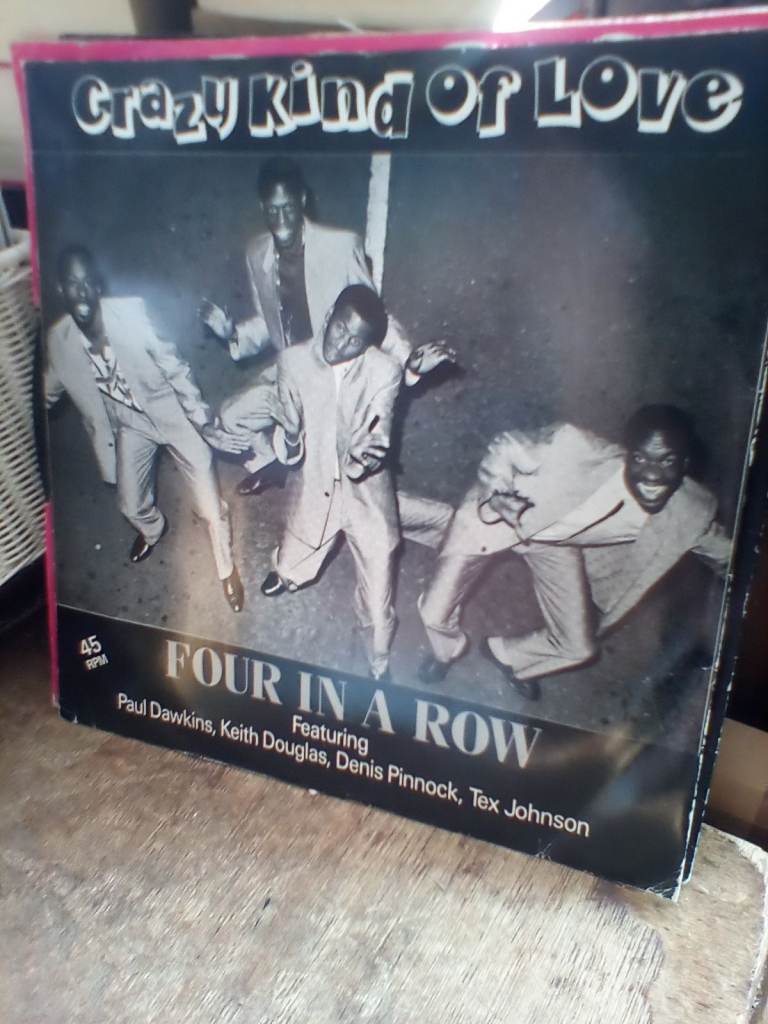 Crazy Kind Of Love
45
RPM
FOUR IN A ROW
Featuring
Paul Dawkins, Keith Douglas, Denis Pinnock, Tex Johnson